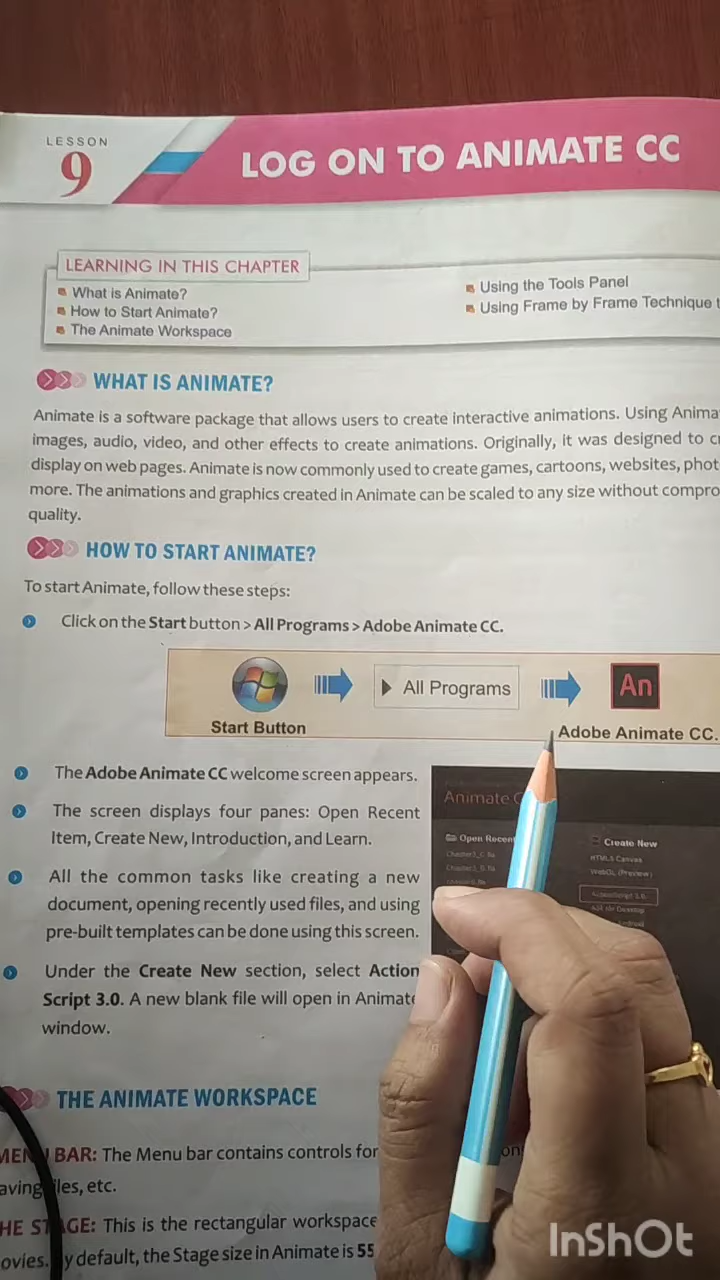 LESSON
9
LOG ON TO ANIMATE CC
LEARNING IN THIS CHAPTER
What is Animate?
How to Start Animate?
The Animate Workspace
Using the Tools Panel
Using Frame by Frame Technique
WHAT IS ANIMATE?
Animate is a software package that allows users to create interactive animations. Using
images, audio, video, and other effects to create animations. Originally, it was designed to
display on web pages. Animate is now commonly used to create games, cartoons, websites,
more. The animations and graphics created in Animate can be scaled to any size without
quality.
HOW TO START ANIMATE?
To start Animate, follow these steps:
Click on the Start button > All Programs > Adobe Animate CC.
All Programs
An
Start Button
Adobe Animate CC.
The Adobe Animate CC welcome screen appears.
The screen displays four panes: Open Recent
Item, Create New, Introduction, and Learn.
All the common tasks like creating a new
document, opening recently used files, and using
pre-built templates can be done using this screen.
Under the Create New section, select Action
Script 3.0. A new blank file will open in Animate
window.
Animate
Open Recent
Create New
HTML5 Canvas
WebGL (Preview)
ActionScript 3.0
THE ANIMATE WORKSPACE
BAR: The Menu bar contains controls for
etc.
This is the rectangular workspace
default, the Stage size in Animate is 55
InShOt